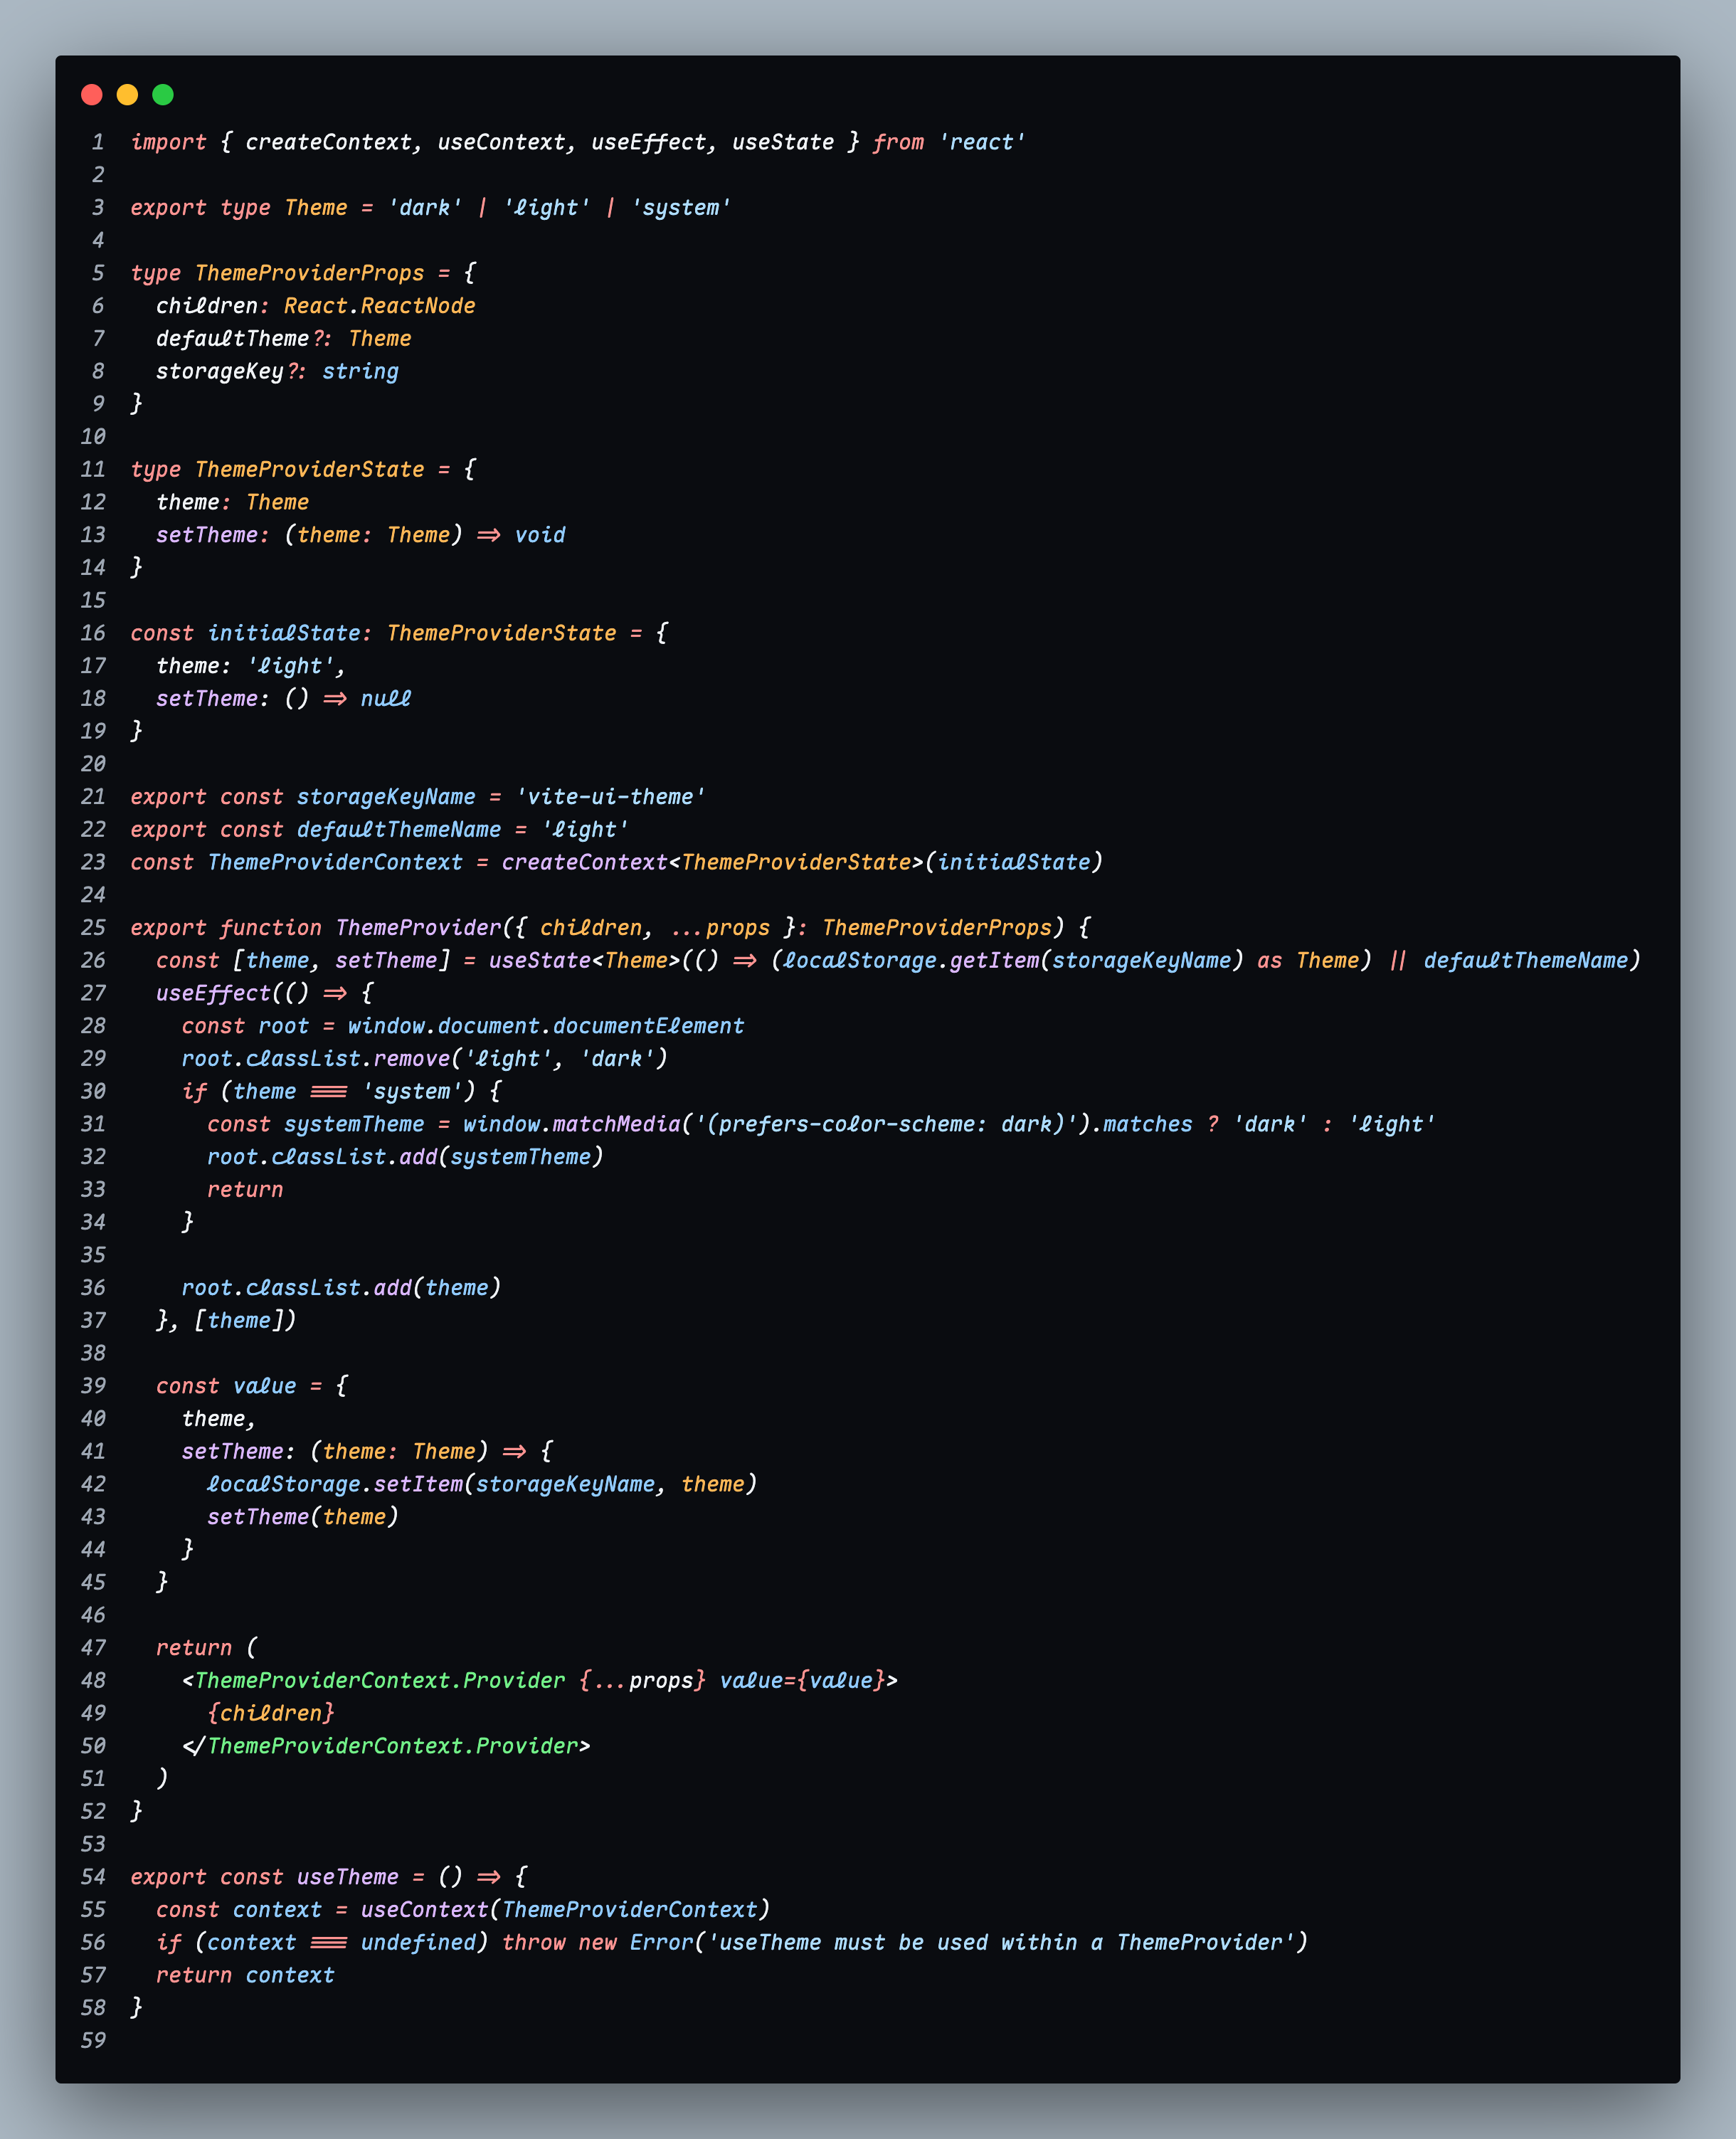 1 import { createContext, useContext, useEffect, useState } from 'react'
2
3 export type Theme = 'dark' | 'light' | 'system'
4
5 type ThemeProviderProps = {
6   children: React.ReactNode
7   defaultTheme?: Theme
8   storageKey?: string
9 }
10
11 type ThemeProviderState = {
12   theme: Theme
13   setTheme: (theme: Theme) => void
14 }
15
16 const initialState: ThemeProviderState = {
17   theme: 'light',
18   setTheme: () => null
19 }
20
21 export const storageKeyName = 'vite-ui-theme'
22 export const defaultThemeName = 'light'
23 const ThemeProviderContext = createContext<ThemeProviderState>(initialState)
24
25 export function ThemeProvider({ children, ...props }: ThemeProviderProps) {
26   const [theme, setTheme] = useState<Theme>(() => (localStorage.getItem(storageKeyName) as Theme) || defaultThemeName)
27   useEffect(() => {
28     const root = window.document.documentElement
29     root.classList.remove('light', 'dark')
30     if (theme === 'system') {
31       const systemTheme = window.matchMedia('(prefers-color-scheme: dark)').matches ? 'dark' : 'light'
32       root.classList.add(systemTheme)
33       return
34     }
35
36     root.classList.add(theme)
37   }, [theme])
38
39   const value = {
40     theme,
41     setTheme: (theme: Theme) => {
42       localStorage.setItem(storageKeyName, theme)
43       setTheme(theme)
44     }
45   }
46
47   return (
48     <ThemeProviderContext.Provider {...props} value={value}>
49       {children}
50     </ThemeProviderContext.Provider>
51   )
52 }
53
54 export const useTheme = () => {
55   const context = useContext(ThemeProviderContext)
56   if (context === undefined) throw new Error('useTheme must be used within a ThemeProvider')
57   return context
58 }
59